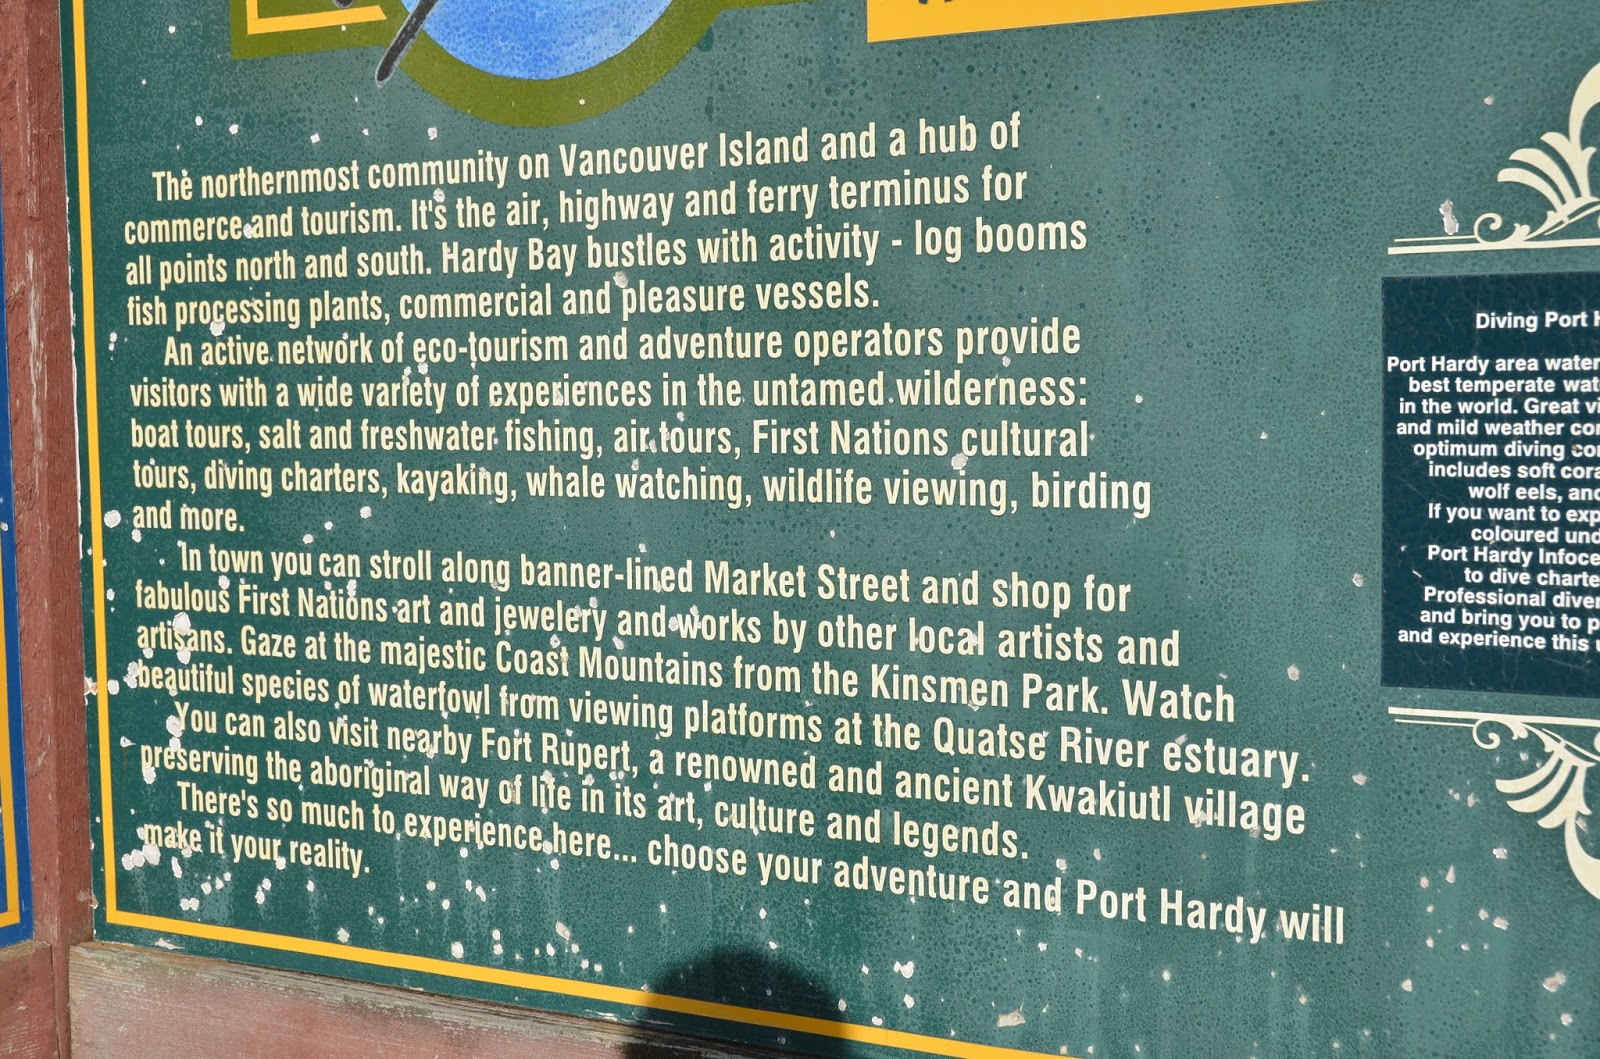 The northernmost community on Vancouver Island and a hub of
commerce and tourism. It's the air, highway and ferry terminus for
all points north and south. Hardy Bay bustles with activity - log booms
fish processing plants, commercial and pleasure vessels.
An active network of eco-tourism and adventure operators provide
visitors with a wide variety of experiences in the untamed wilderness:
boat tours, salt and freshwater fishing, air tours, First Nations cultural
tours, diving charters, kayaking, whale watching, wildlife viewing, birding
and more.
In town you can stroll along banner-lined Market Street and shop for
fabulous First Nations art and jewelery and works by other local artists and
artisans. Gaze at the majestic Coast Mountains from the Kinsmen Park. Watch
beautiful species of waterfowl from viewing platforms at the Quatse River estuary.
You can also visit nearby Fort Rupert, a renowned and ancient Kwakiutl village
preserving the aboriginal way of life in its art, culture and legends.
There's so much to experience here... choose your adventure and Port Hardy will
make it your reality.
Diving Port
Port Hardy area
best temperate
in the world. Great
and mild weather
optimum diving
includes soft
wolf eels,
If you want to
coloured
Port Hardy
to dive
Professional
and bring you to
and experience this